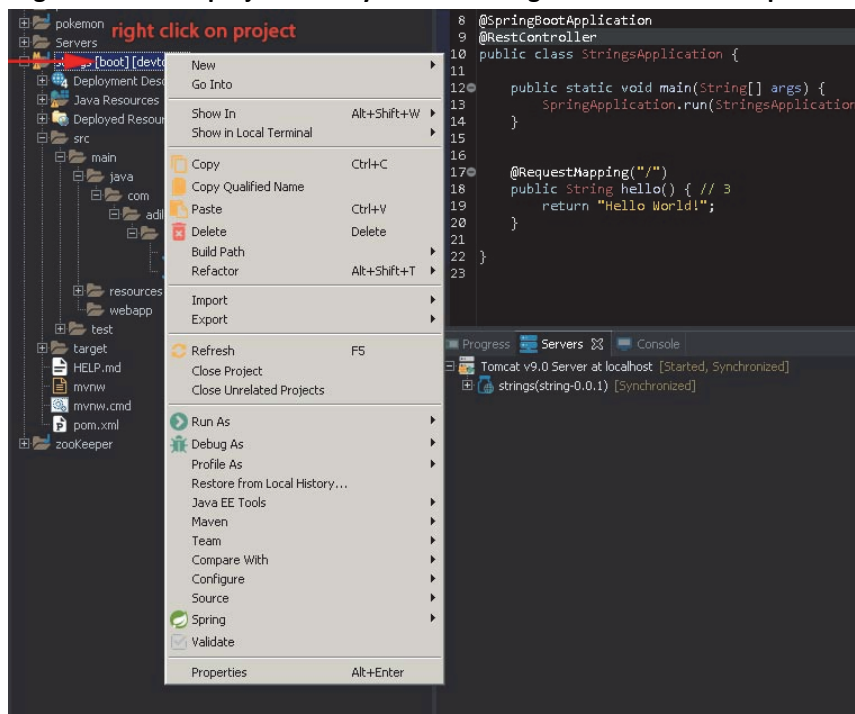 pokemon
right click on project
Servers
[boot]
Deployment
Java Resources
Deployed
src
main
java
com
resources
webapp
test
target
HELP.md
mvnw
mvnw.cmd
pom.xml
zooKeeper
New
Go Into
Show In Alt+Shift+W
Show in Local Terminal
Copy Ctrl+C
Copy Qualified Name
Paste Ctrl+V
Delete Delete
Build Path
Refactor Alt+Shift+T
Import
Export
Refresh F5
Close Project
Close Unrelated Projects
Run As
Debug As
Profile As
Restore from Local History...
Java EE Tools
Maven
Team
Compare With
Configure
Source
Spring
Validate
Properties Alt+Enter
8 @SpringBootApplication
9 @RestController
10 public class StringsApplication {
11
12 public static void main(String[] args) {
13 SpringApplication.run(StringsApplication
14 }
15
16
17 @RequestMapping("/")
18 public String hello() { // 3
19 return "Hello World!";
20 }
21
22 }
23
Progress Servers Console
Tomcat v9.0 Server at localhost [Started, Synchronized]
strings(string-0.0.1) [Synchronized]